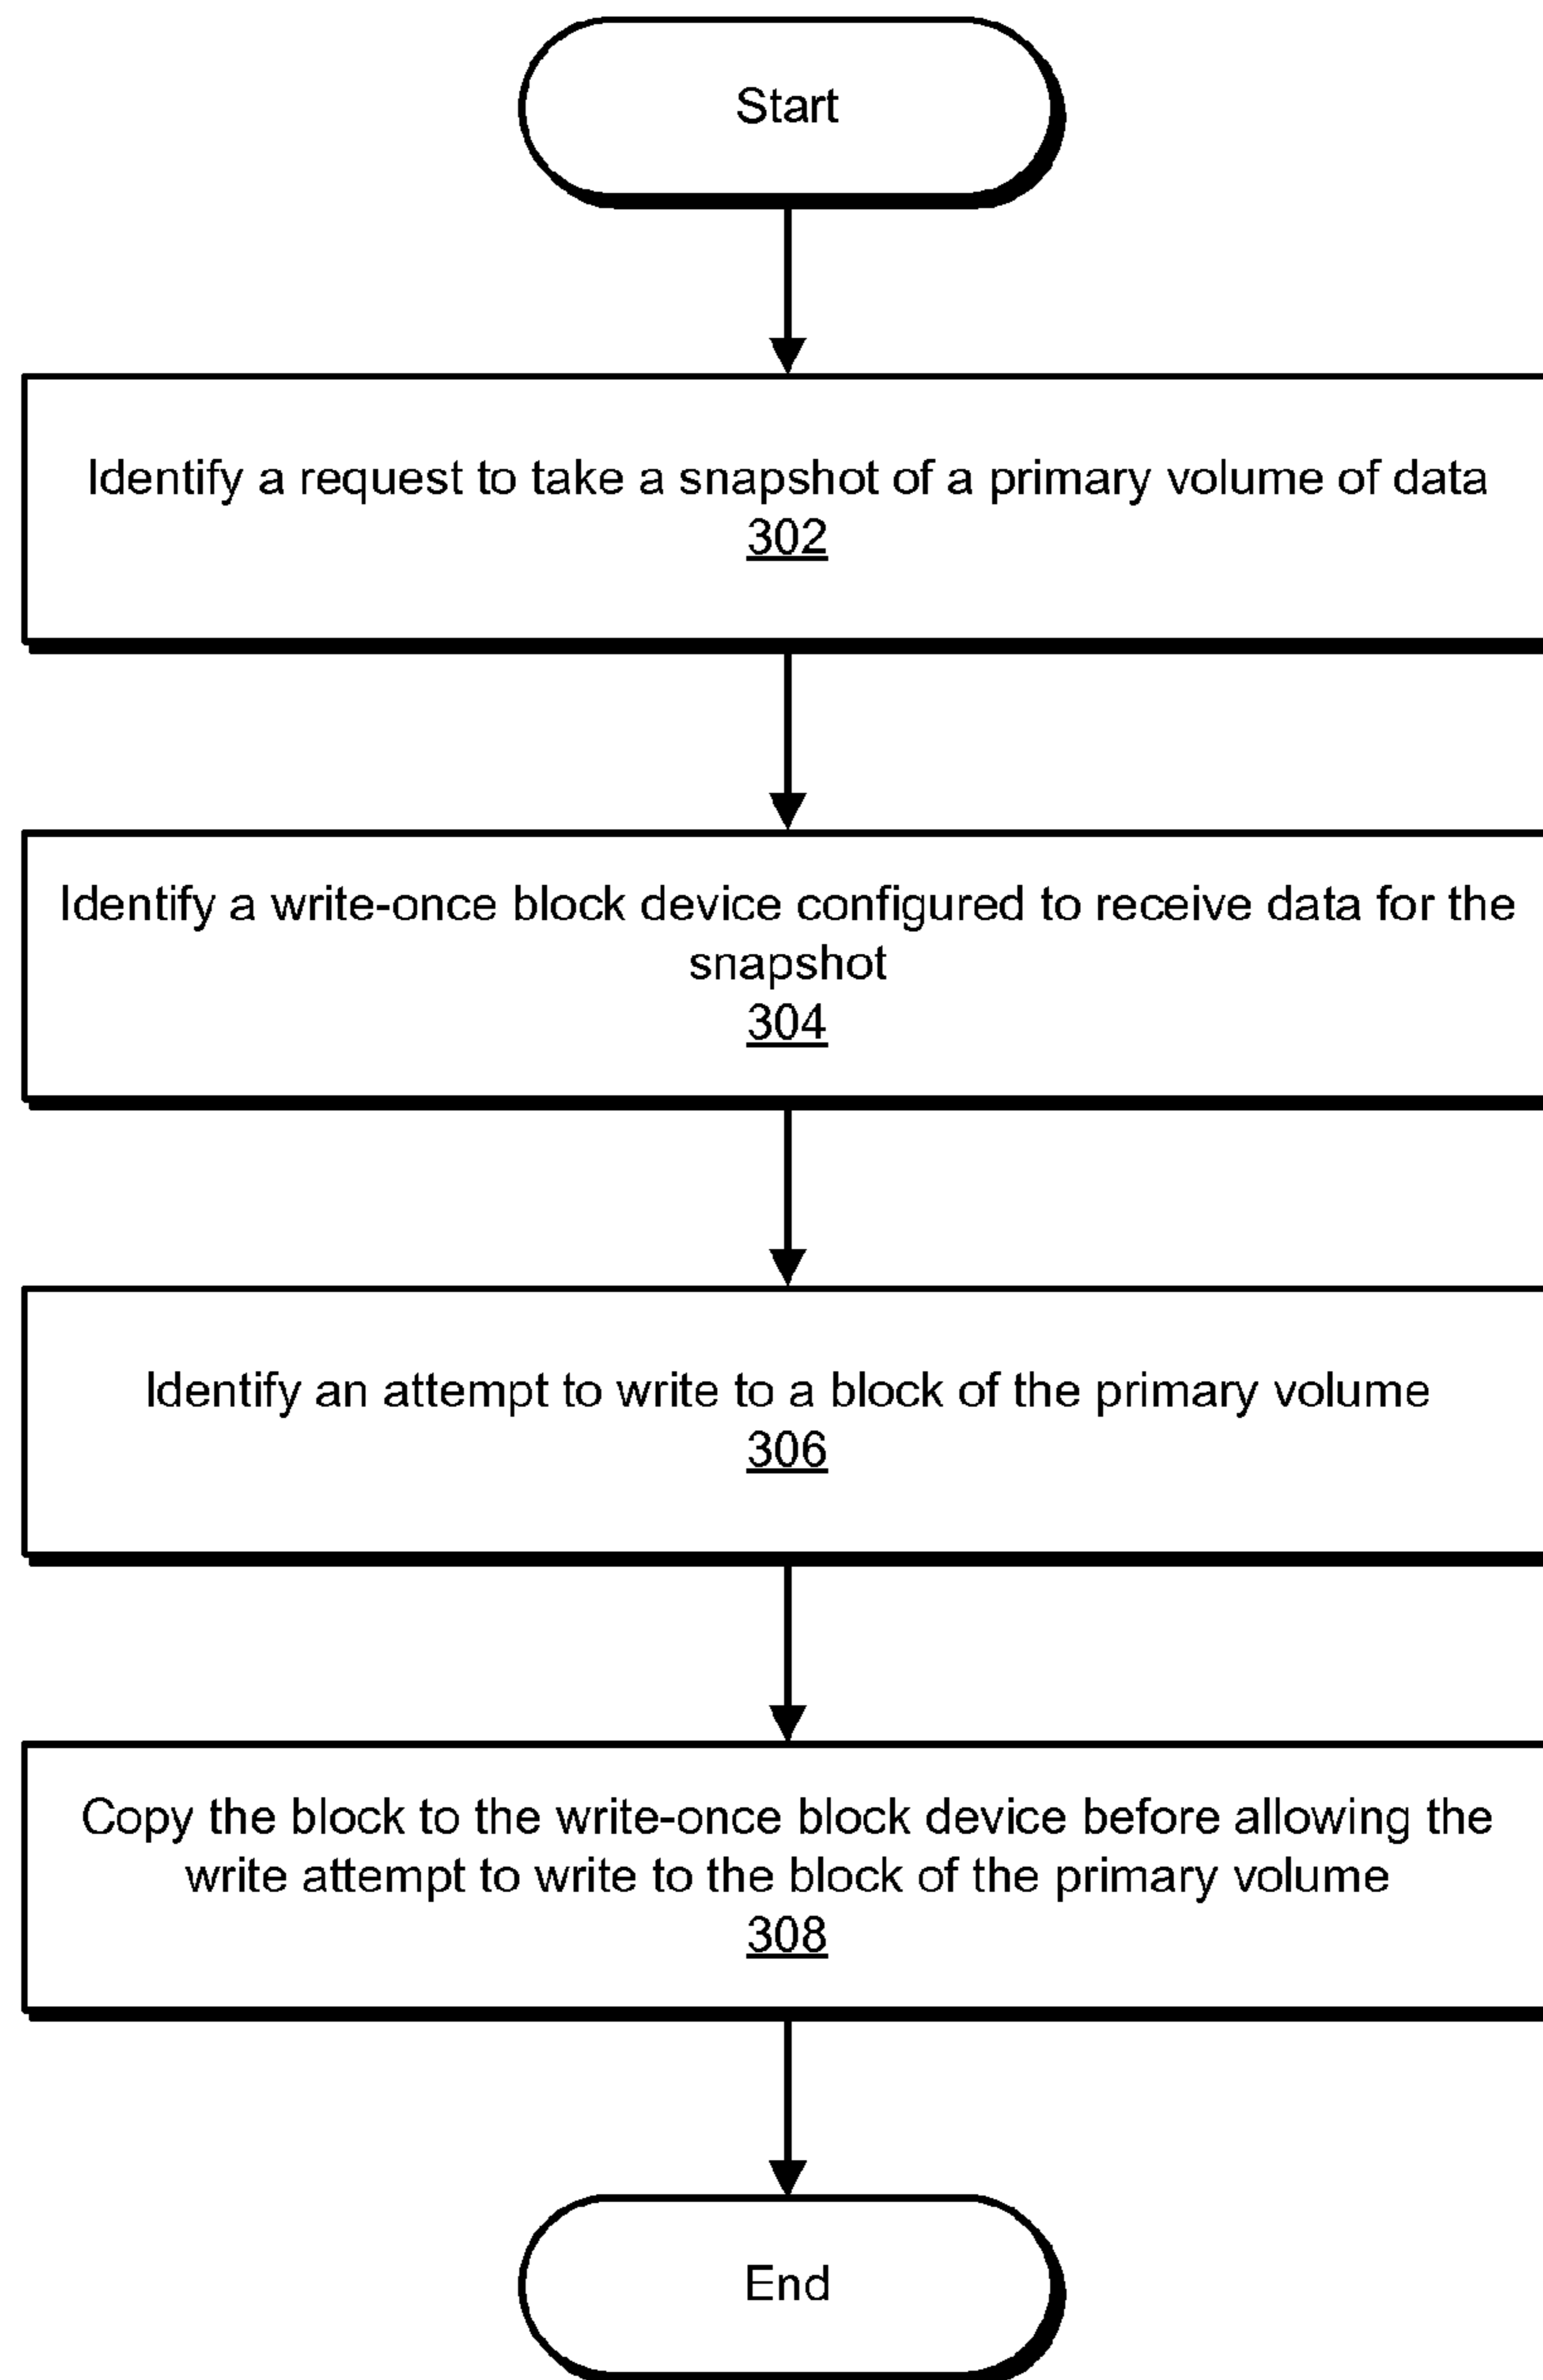 Start
Identify a request to take a snapshot of a primary volume of data
302
Identify a write-once block device configured to receive data for the
snapshot
304
Identify an attempt to write to a block of the primary volume
306
Copy the block to the write-once block device before allowing the
write attempt to write to the block of the primary volume
308
End